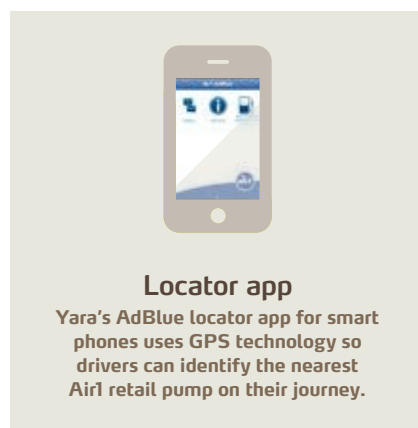 Locator app
Yara's AdBlue locator app for smart
phones uses GPS technology so
drivers can identify the nearest
Air1 retail pump on their journey.